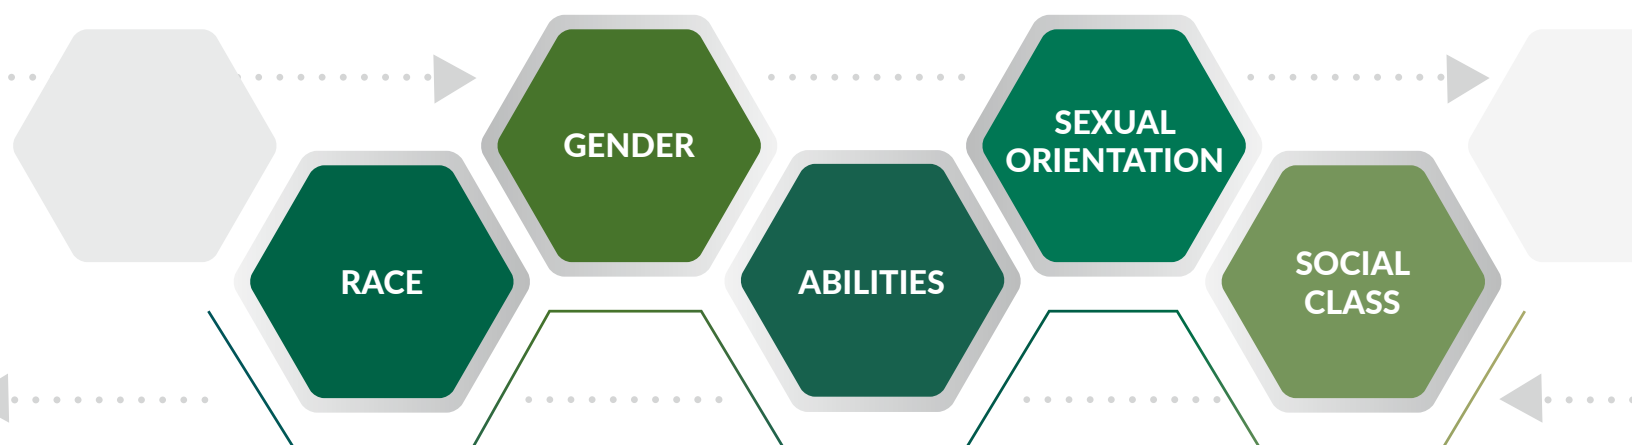 RACE
GENDER
ABILITIES
SEXUAL
ORIENTATION
SOCIAL
CLASS